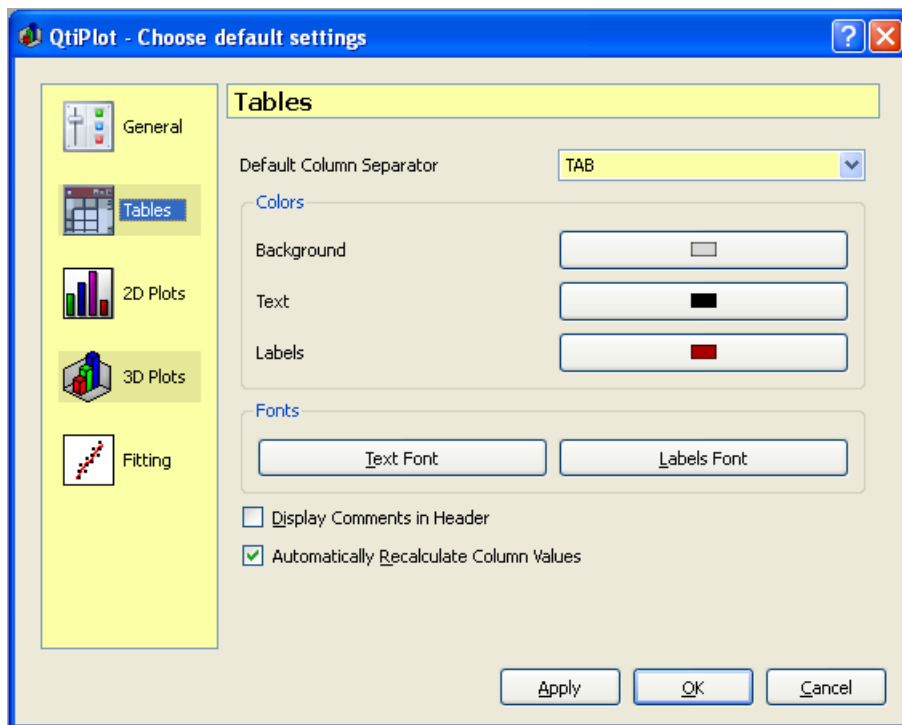 QtiPlot - Choose default settings
General
Tables
2D Plots
3D Plots
Fitting
Tables
Default Column Separator
TAB
Colors
Background
Text
Labels
Fonts
Text Font
Labels Font
Display Comments in Header
Automatically Recalculate Column Values
Apply
OK
Cancel